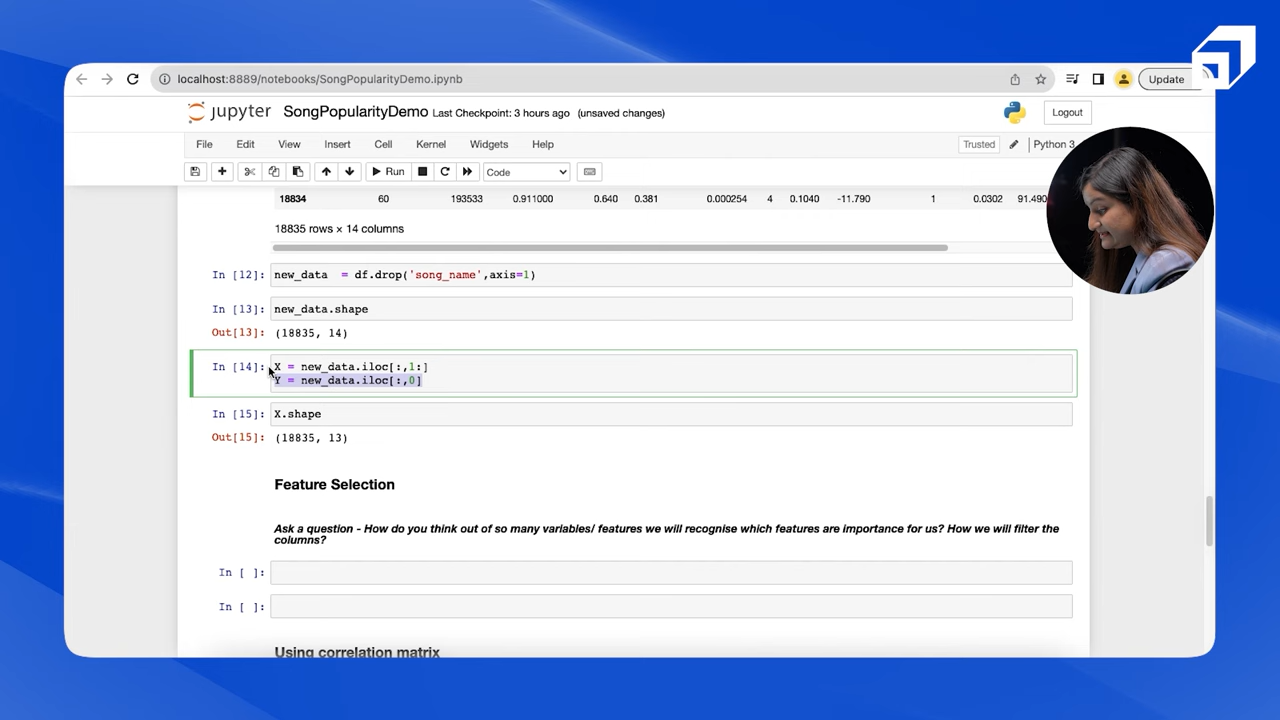 localhost:8889/notebooks/SongPopularityDemo.ipynb
Update
jupyter SongPopularityDemo Last Checkpoint: 3 hours ago (unsaved changes)
Logout
File Edit View Insert Cell Kernel Widgets Help
Trusted
Python 3
Run
Code
18834 60 193533 0.911000 0.640 0.381 0.000254 4 0.1040 -11.790 1 0.0302 91.490
18835 rows × 14 columns
In [12]: new_data = df.drop('song_name',axis=1)
In [13]: new_data.shape
Out[13]: (18835, 14)
In [14]: X = new_data.iloc[:,1:]
Y = new_data.iloc[:,0]
In [15]: X.shape
Out[15]: (18835, 13)
Feature Selection
Ask a question - How do you think out of so many variables/ features we will recognise which features are importance for us? How we will filter the
columns?
In [ ]:
In [ ]:
Using correlation matrix